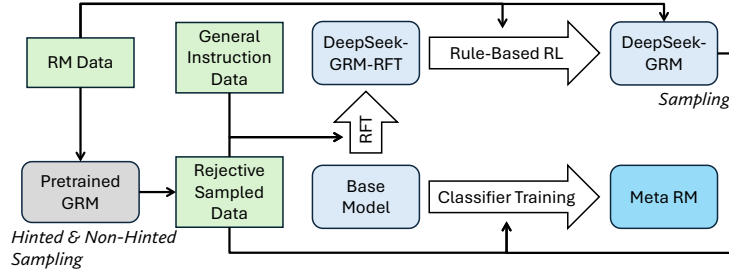 RM Data
General
Instruction
Data
DeepSeek-
GRM-RFT
Rule-Based RL
DeepSeek-
GRM
Sampling
RFT
Pretrained
GRM
Hinted & Non-Hinted
Sampling
Rejective
Sampled
Data
Base
Model
Classifier Training
Meta RM